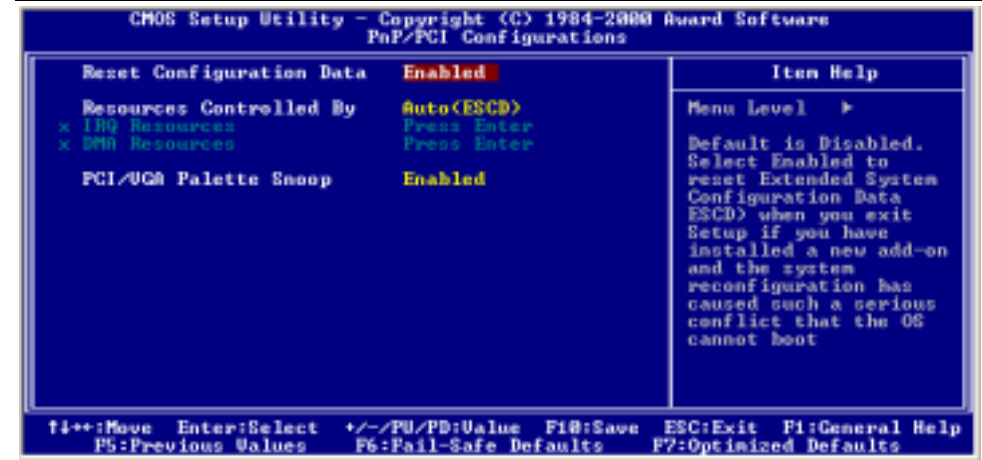 CMOS Setup Utility - Copyright (C) 1984-2000 Award Software
PnP/PCI Configurations
Reset Configuration Data Enabled
Resources Controlled By Auto(ESCD)
x IRQ Resources Press Enter
x DMA Resources Press Enter
PCI/VGA Palette Snoop Enabled
Item Help
Menu Level ▶
Default is Disabled.
Select Enabled to
reset Extended System
Configuration Data
ESCD) when you exit
Setup if you have
installed a new add-on
and the system
reconfiguration has
caused such a serious
conflict that the OS
cannot boot
↑↓→←:Move Enter:Select +/-/PU/PD:Value F10:Save ESC:Exit F1:General Help
F5:Previous Values F6:Fail-Safe Defaults F7:Optimized Defaults